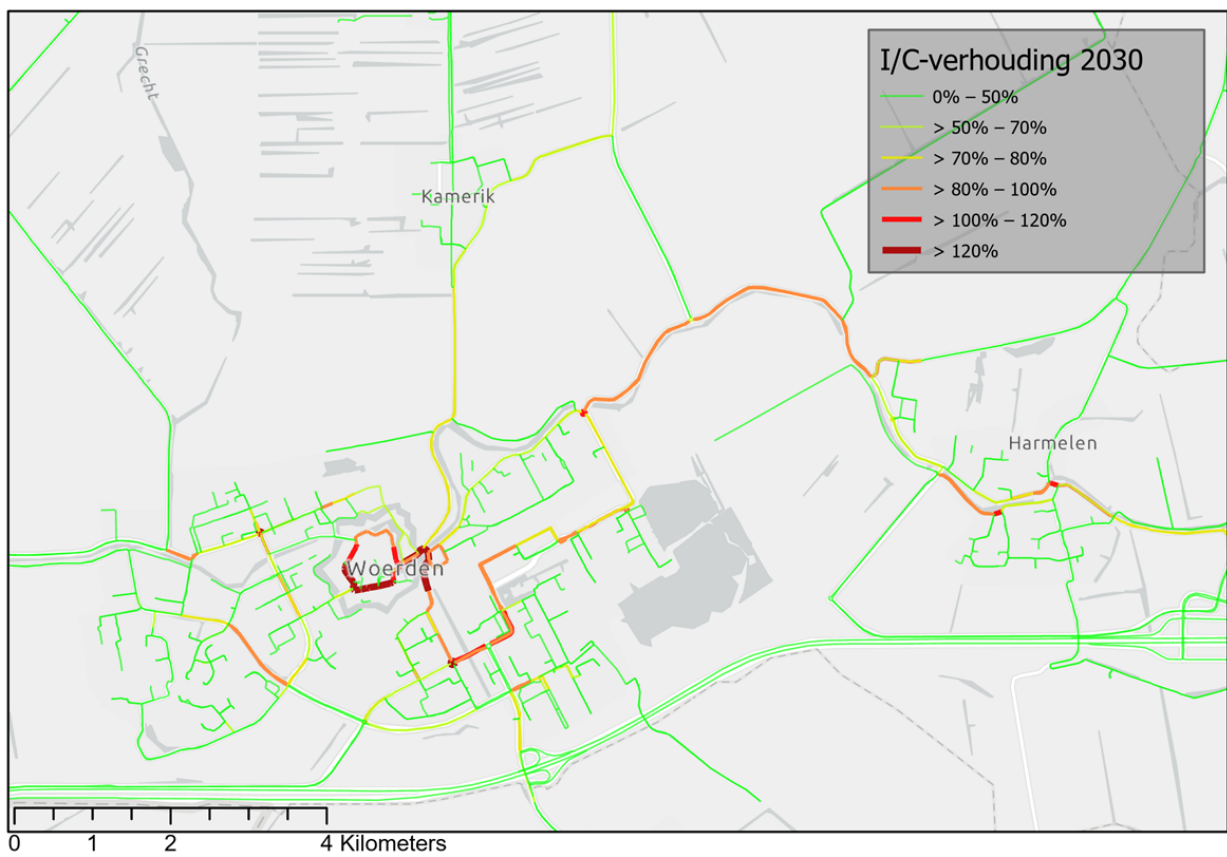 Grecht
I/C-verhouding 2030
0% – 50%
> 50% – 70%
> 70% – 80%
> 80% – 100%
> 100% – 120%
> 120%
Kamerik
Harmelen
Woerden
0 1 2 4 Kilometers